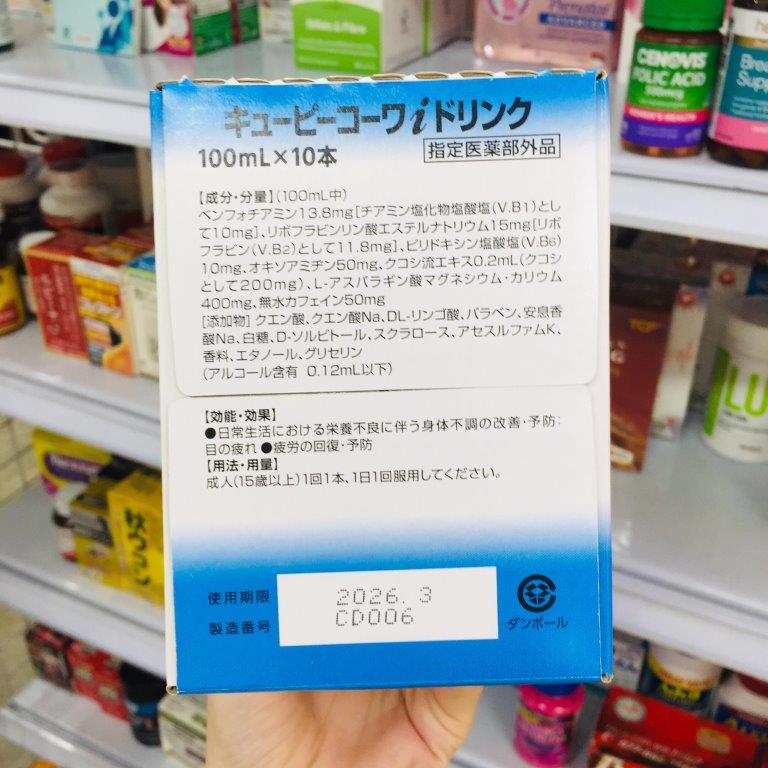 CENOVIS
FOLIC ACID
500mcg
キューピーコーワiドリンク
100mL×10本
指定医薬部外品
【成分・分量】(100mL中)
ベンフォチアミン13.8mg[チアミン塩化物塩酸塩(V.B1)とし
て10mg]、リボフラビンリン酸エステルナトリウム15mg[リボ
フラビン(V.B2)として11.8mg]、ピリドキシン塩酸塩(V.B6)
10mg、オキソアミヂン50mg、クコシ流エキス0.2mL(クコシ
として200mg)、L-アスパラギン酸マグネシウム・カリウム
400mg、無水カフェイン50mg
[添加物]クエン酸、クエン酸Na、DL-リンゴ酸、パラベン、安息香
酸Na、白糖、D-ソルビトール、スクラロース、アセスルファムK、
香料、エタノール、グリセリン
(アルコール含有 0.12mL以下)
【効能・効果】
●日常生活における栄養不良に伴う身体不調の改善・予防:
目の疲れ ●疲労の回復・予防
【用法・用量】
成人(15歳以上)1回1本、1日1回服用してください。
使用期限 2026. 3
製造番号 CD006
ダンボール